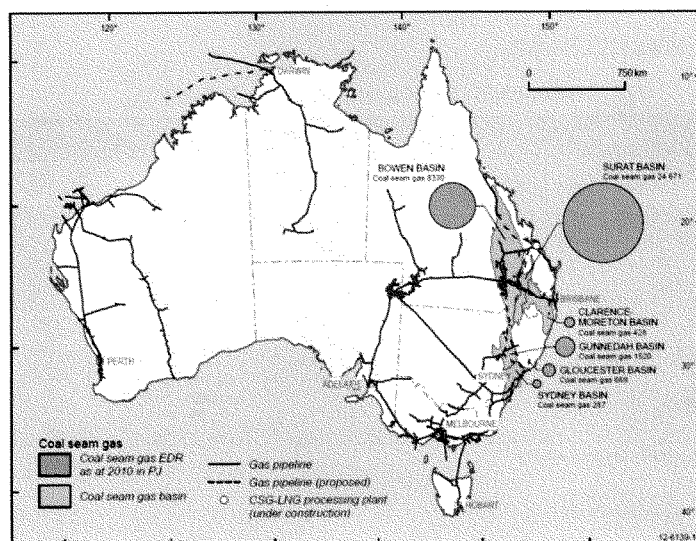 120°
130°
140°
150°
DARWIN
10°
0
750 km
BOWEN BASIN
Coal seam gas 8330
SURAT BASIN
Coal seam gas 24 671
20°
BRISBANE
CLARENCE
MORETON BASIN
Coal seam gas 428
GUNNEDAH BASIN
Coal seam gas 1520
PERTH
ADELAIDE
SYDNEY
30°
GLOUCESTER BASIN
Coal seam gas 669
SYDNEY BASIN
Coal seam gas 287
MELBOURNE
Coal seam gas
Coal seam gas EDR
as at 2010 in PJ
Gas pipeline
Gas pipeline (proposed)
Coal seam gas basin
CSG-LNG processing plant
(under construction)
HOBART
40°
12-6139-1